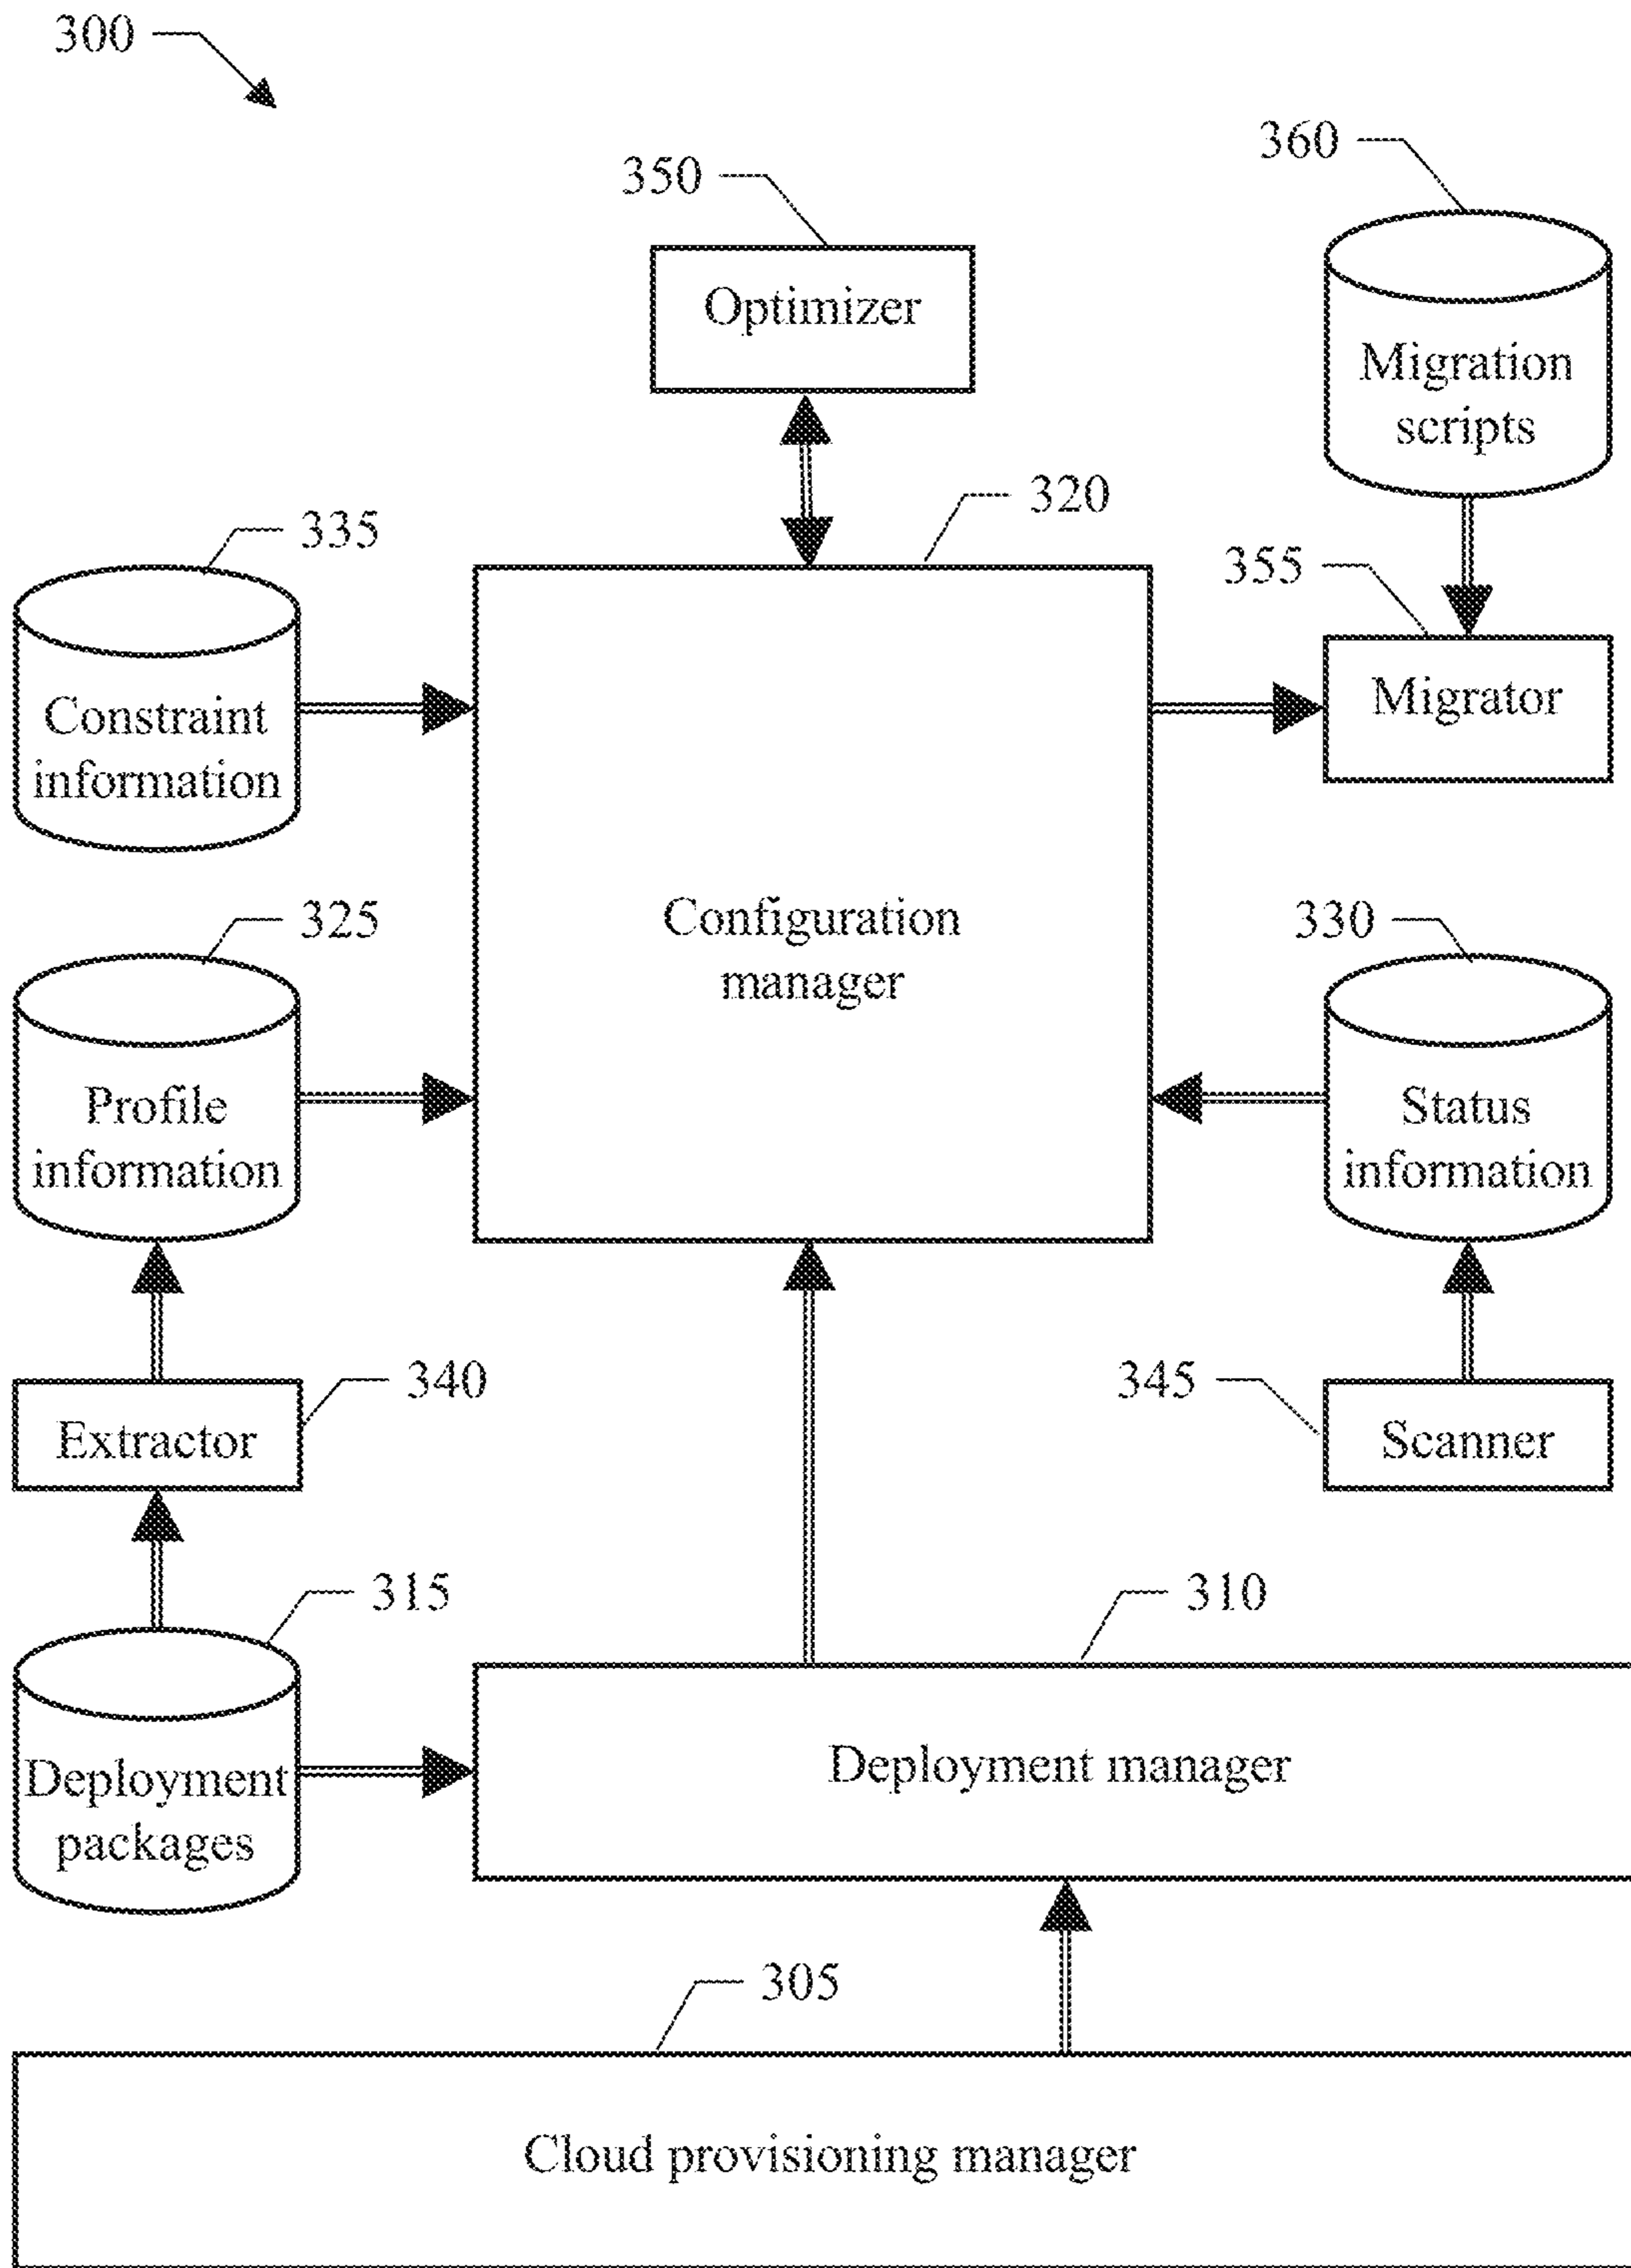 300
360
350
Optimizer
Migration
scripts
320
335
355
Constraint
information
Migrator
Configuration
manager
325
330
Profile
information
Status
information
340
345
Extractor
Scanner
315
310
Deployment
packages
Deployment manager
305
Cloud provisioning manager